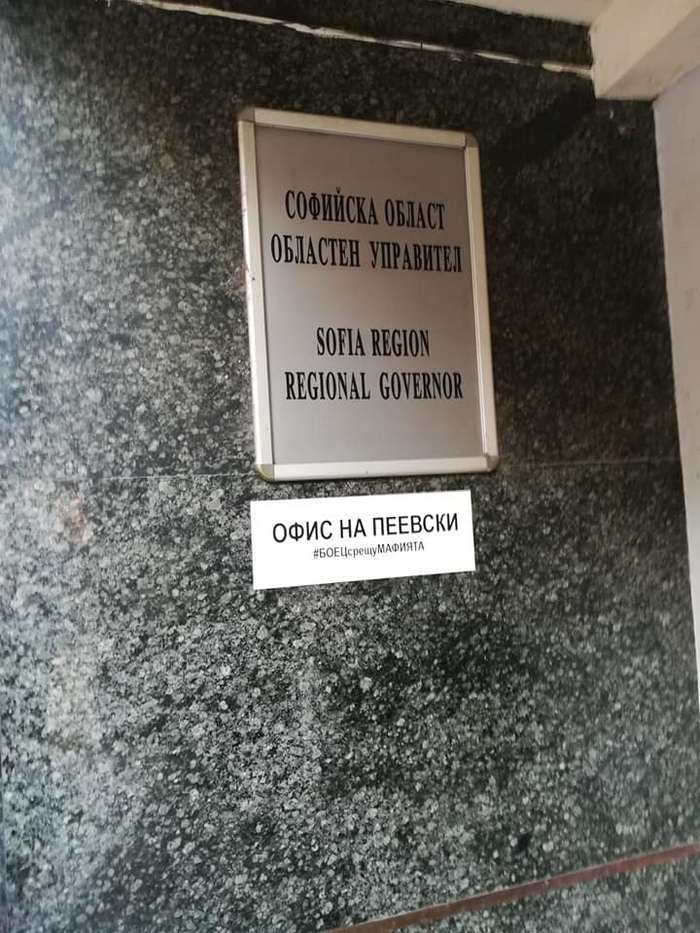 СОФИЙСКА ОБЛАСТ
ОБЛАСТЕН УПРАВИТЕЛ
SOFIA REGION
REGIONAL GOVERNOR
ОФИС НА ПЕЕВСКИ
#БОЕЦсрещуМАФИЯТА